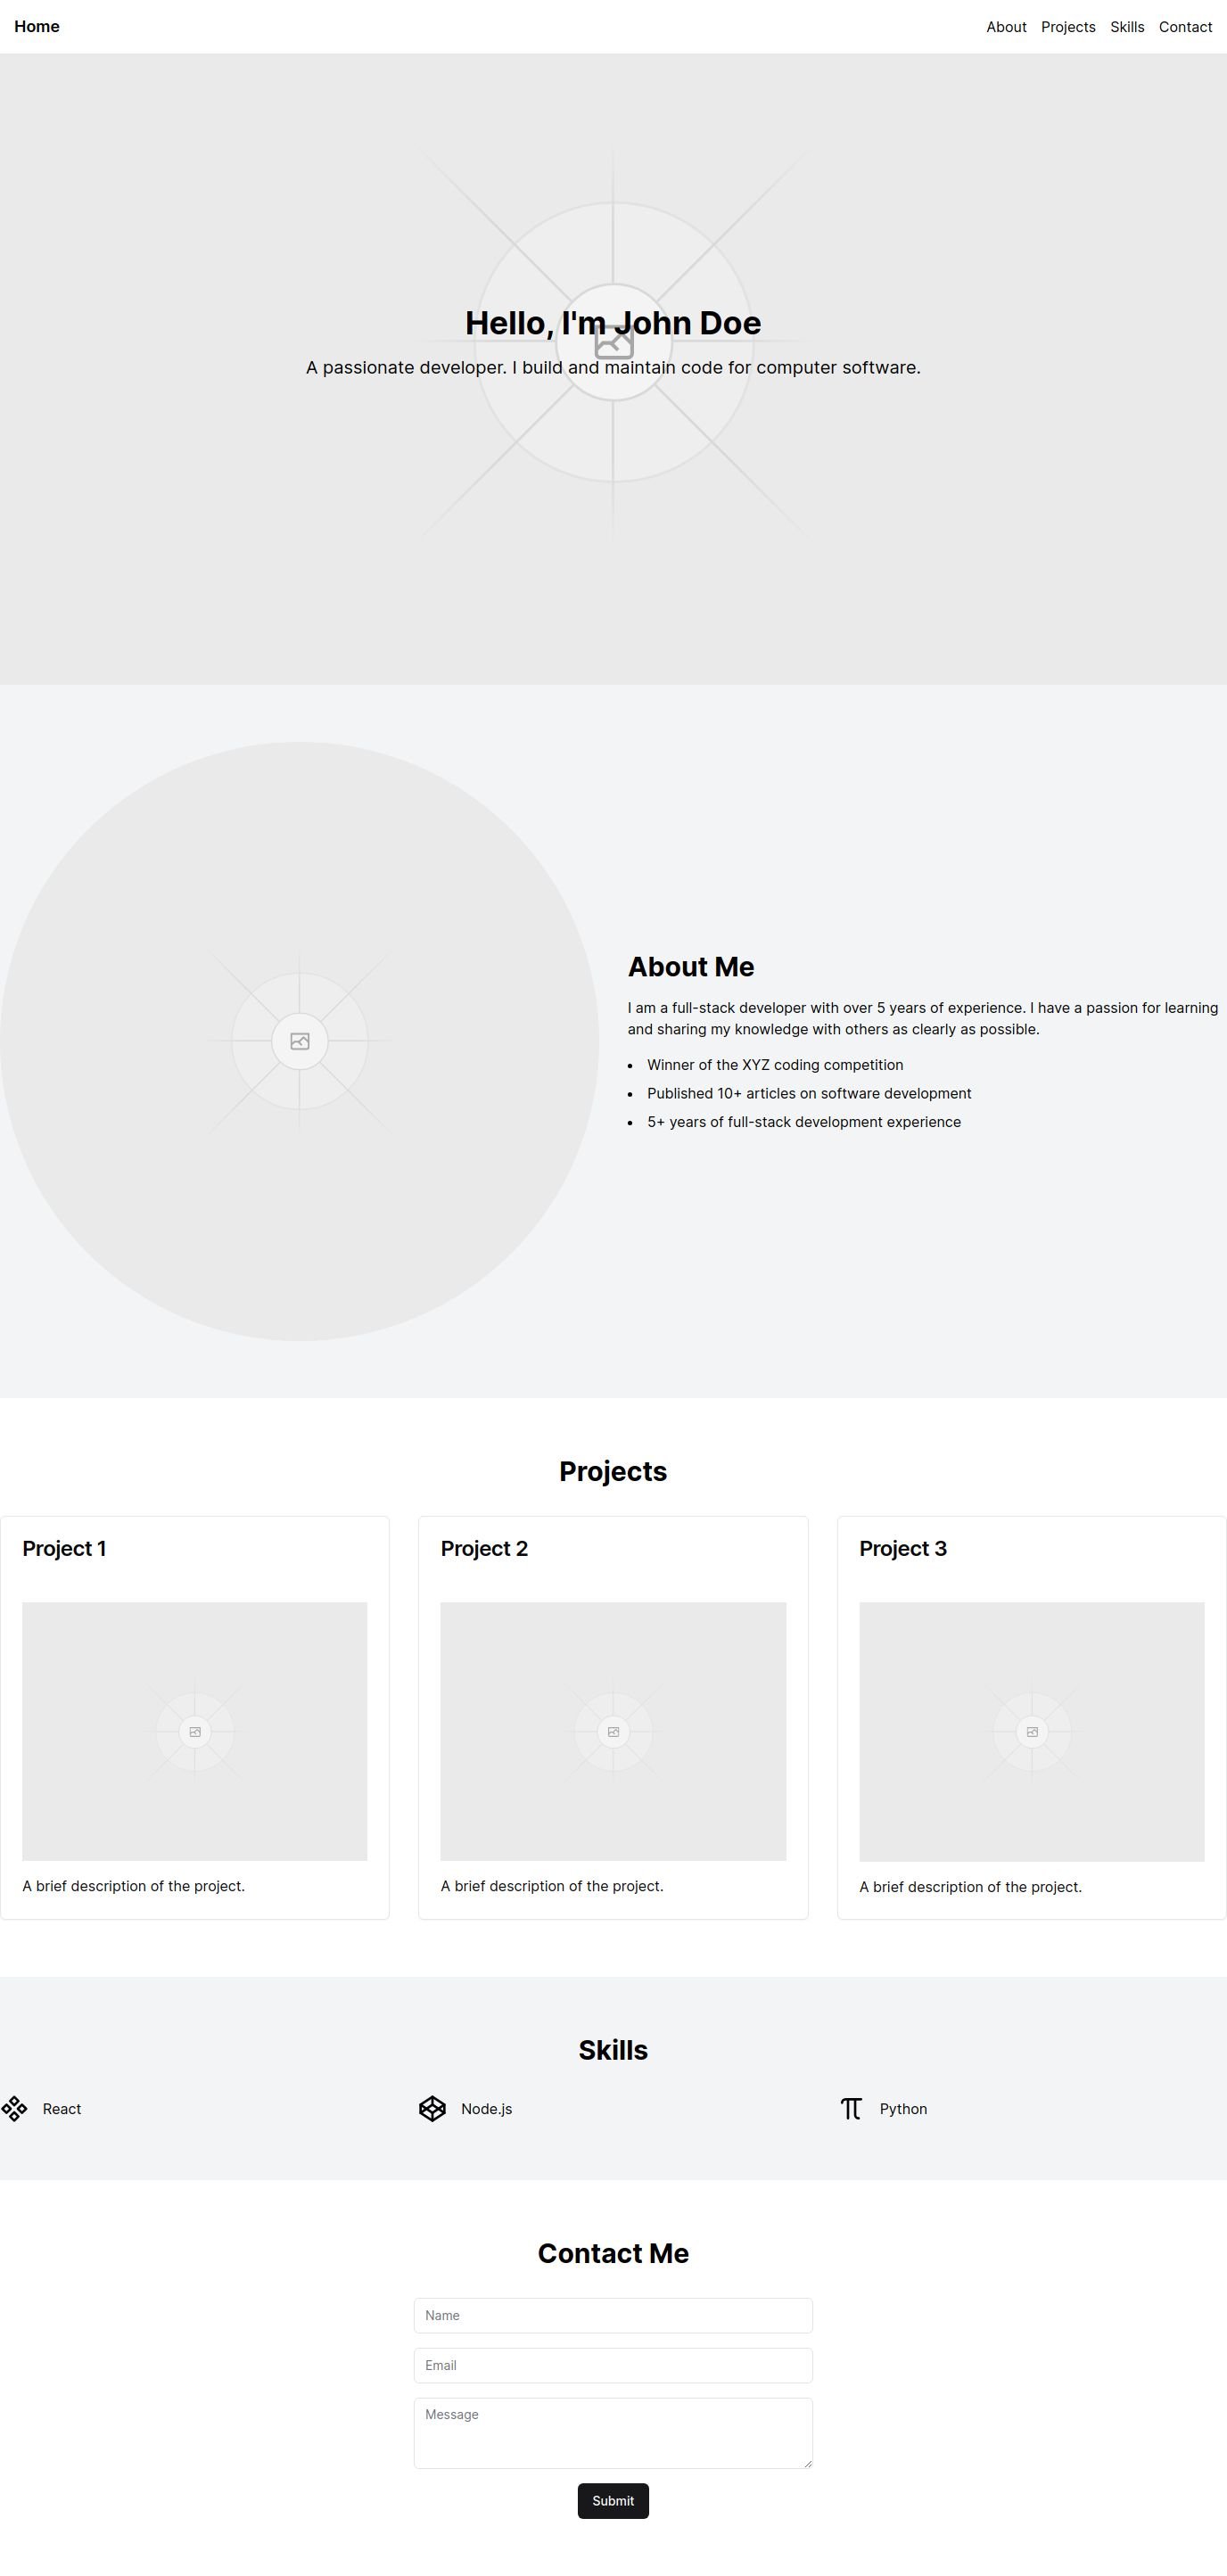 Home
About Projects Skills Contact
Hello, I'm John Doe
A passionate developer. I build and maintain code for computer software.
About Me
I am a full-stack developer with over 5 years of experience. I have a passion for learning
and sharing my knowledge with others as clearly as possible.
• Winner of the XYZ coding competition
• Published 10+ articles on software development
• 5+ years of full-stack development experience
Projects
Project 1
A brief description of the project.
Project 2
A brief description of the project.
Project 3
A brief description of the project.
Skills
React
Node.js
Python
Contact Me
Name
Email
Message
Submit